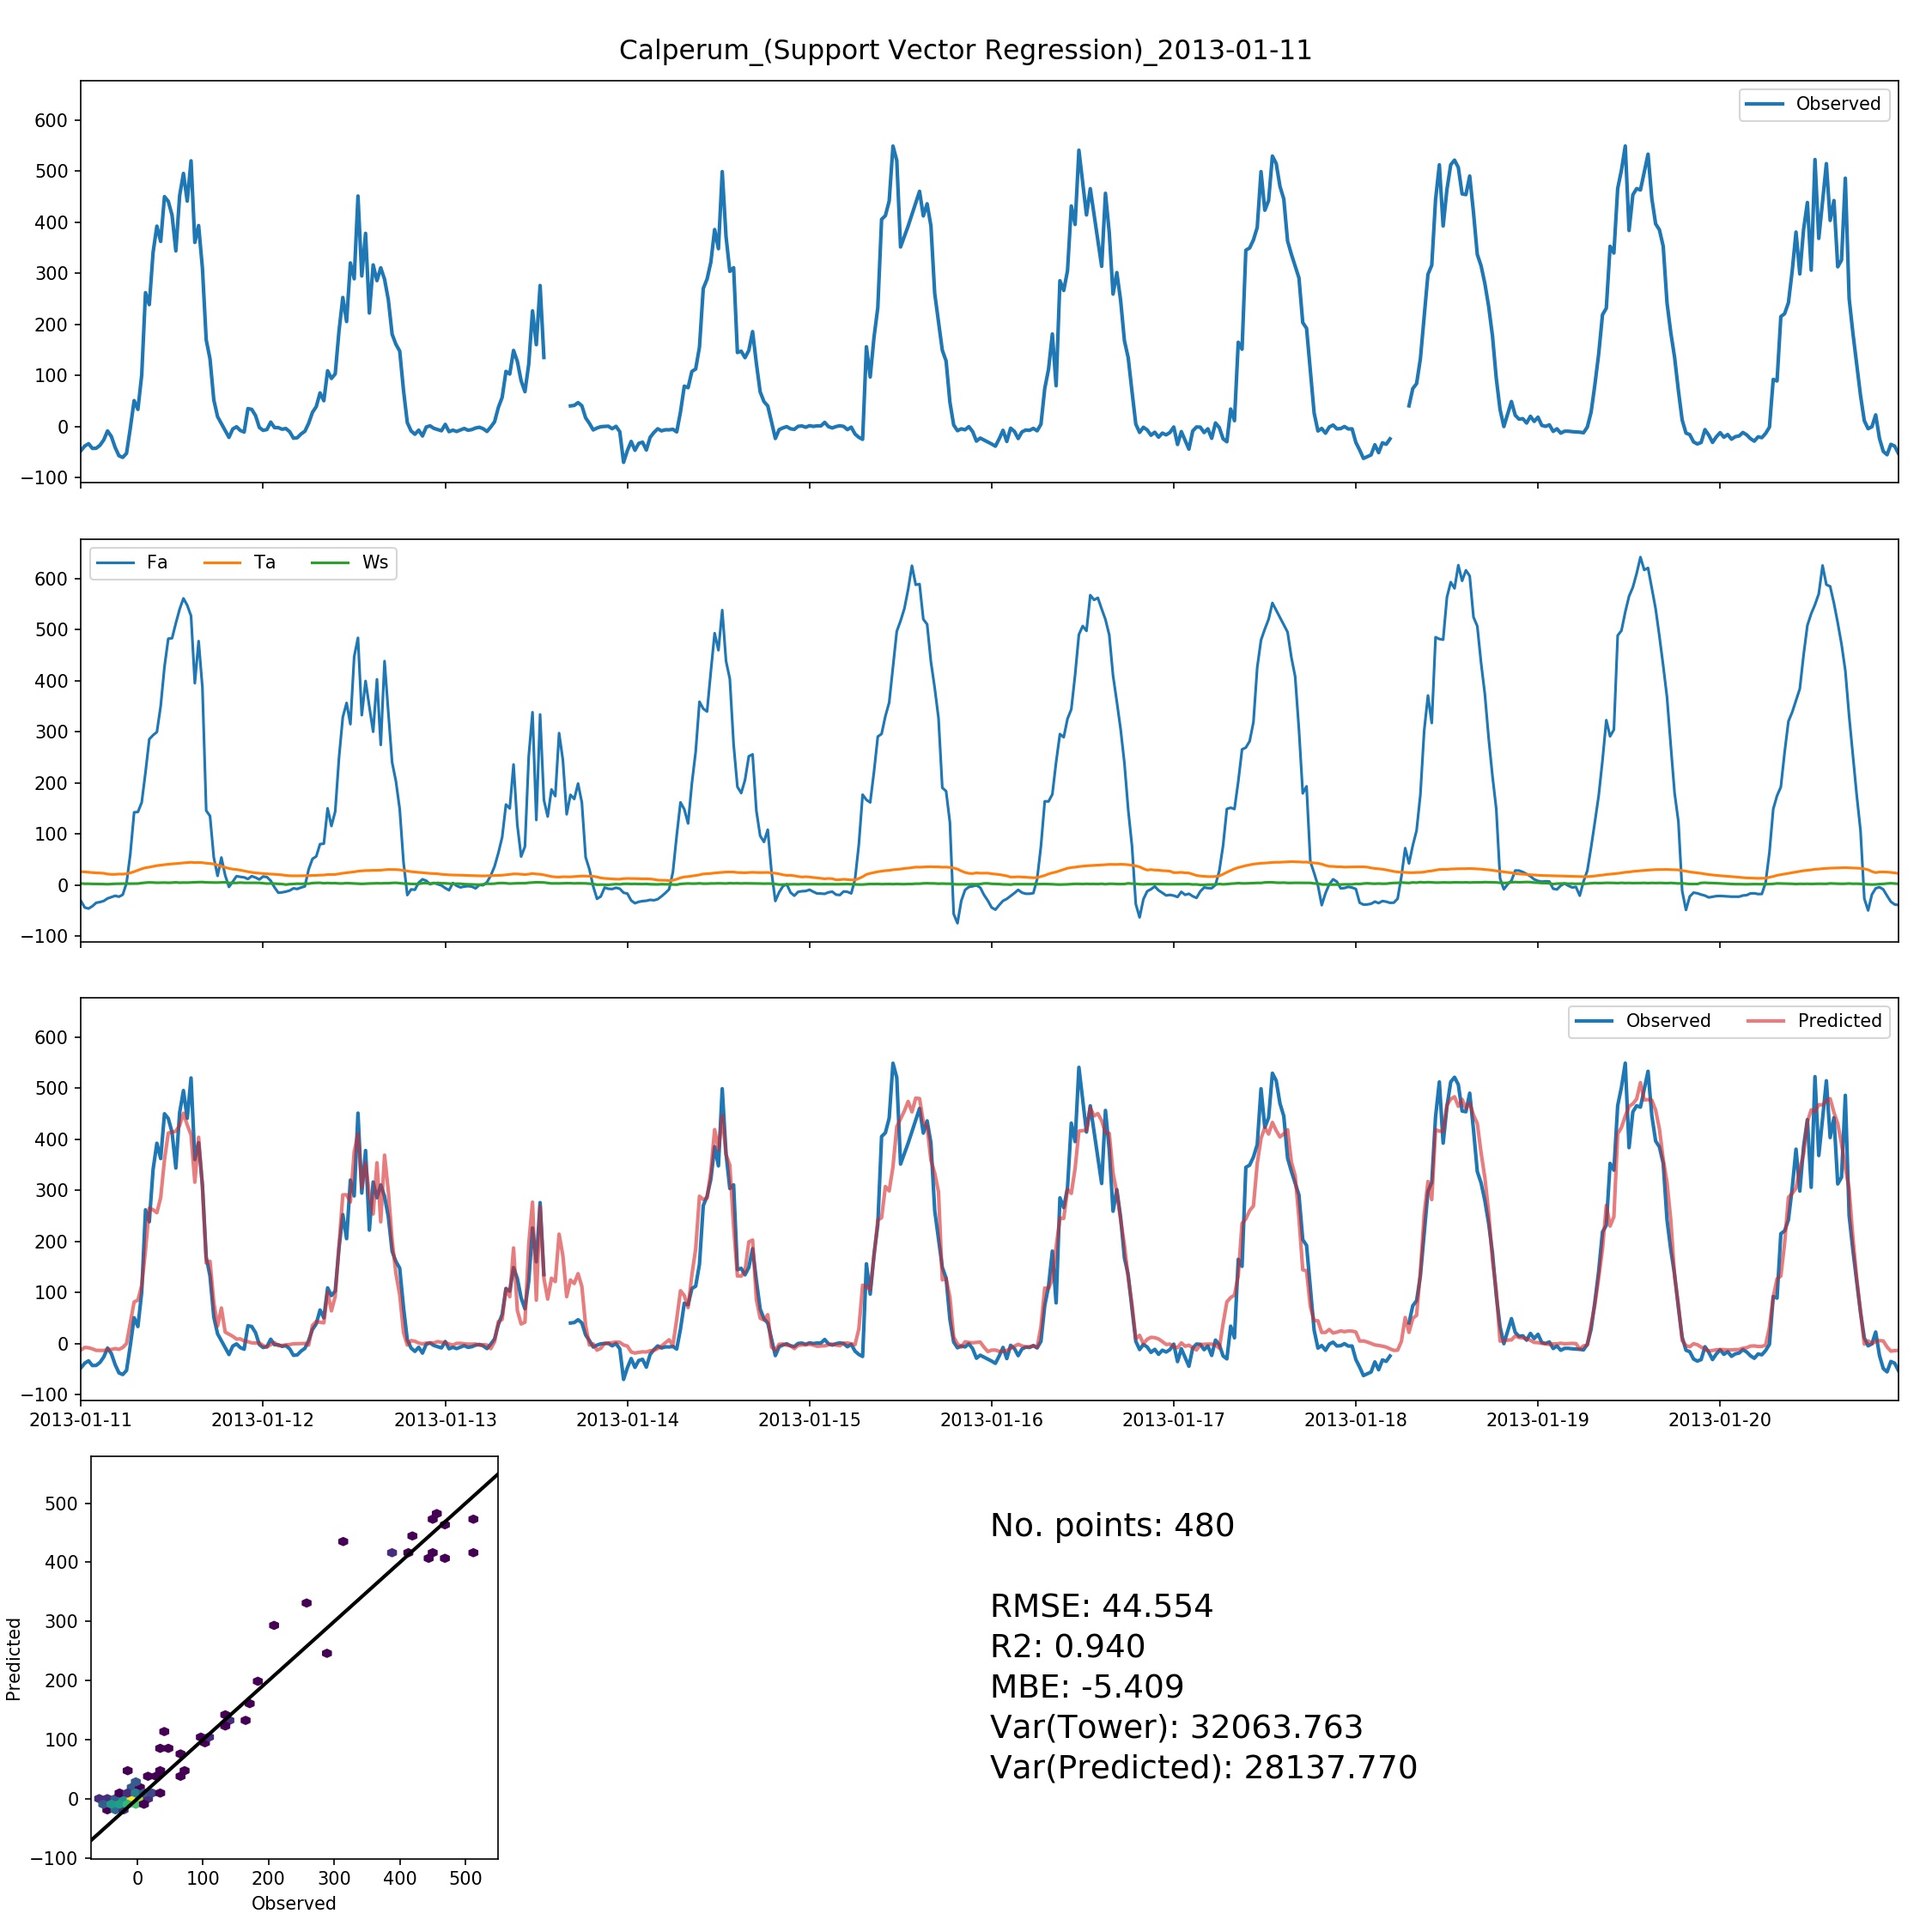 Calperum_(Support Vector Regression)_2013-01-11
Observed
600
500
400
300
200
100
0
−100
Fa Ta Ws
600
500
400
300
200
100
0
−100
Observed Predicted
600
500
400
300
200
100
0
−100
2013-01-11 2013-01-12 2013-01-13 2013-01-14 2013-01-15 2013-01-16 2013-01-17 2013-01-18 2013-01-19 2013-01-20
Predicted
500
400
300
200
100
0
−100
0 100 200 300 400 500
Observed
No. points: 480
RMSE: 44.554
R2: 0.940
MBE: -5.409
Var(Tower): 32063.763
Var(Predicted): 28137.770